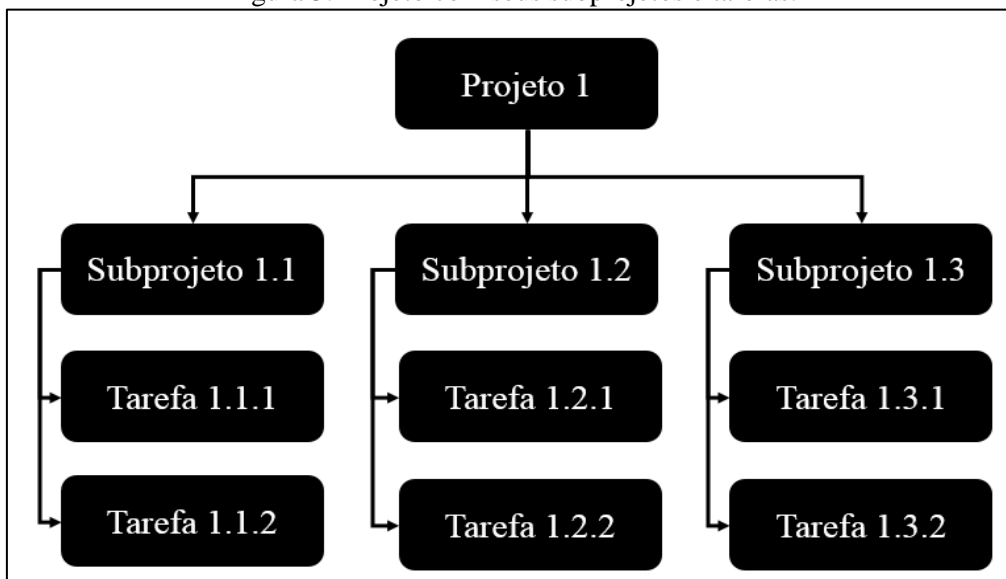 Projeto 1
Subprojeto 1.1
Subprojeto 1.2
Subprojeto 1.3
Tarefa 1.1.1
Tarefa 1.2.1
Tarefa 1.3.1
Tarefa 1.1.2
Tarefa 1.2.2
Tarefa 1.3.2